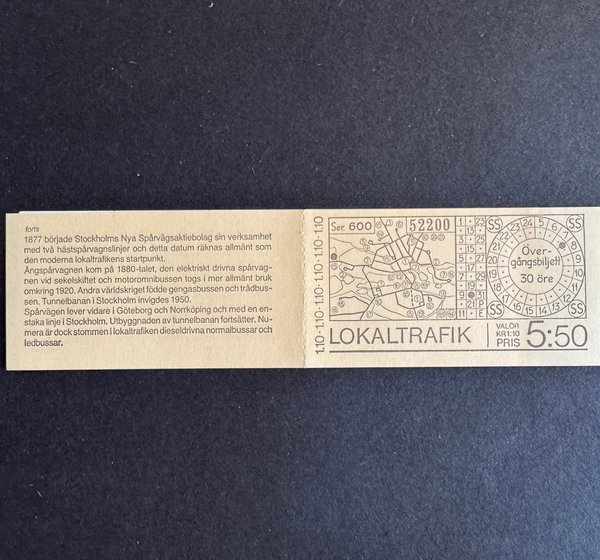 forts
1877 började Stockholms Nya Spårvägsaktiebolag sin verksamhet
med två hästspårvagnslinjer och detta datum räknas allmänt som
den moderna lokaltrafikens startpunkt.
Ångspårvagnen kom på 1880-talet, den elektriskt drivna spårvag-
nen vid sekelskiftet och motoromnibussen togs i mer allmänt bruk
omkring 1920. Andra världskriget födde gengasbussen och trådbus-
sen. Tunnelbanan i Stockholm invigdes 1950.
Spårvägen lever vidare i Göteborg och Norrköping och med en en-
staka linje i Stockholm. Utbyggnaden av tunnelbanan fortsätter. Nu-
mera är dock stommen i lokaltrafiken dieseldrivna normalbussar och
ledbussar.
1.10·1.10·1.10·1.10·1.10·1.10
Ser. 600
52200
SS
SS
SS
SS
Över-
gångsbiljett
30 öre
LOKALTRAFIK
VALÖR
KR 1:10
PRIS
5:50